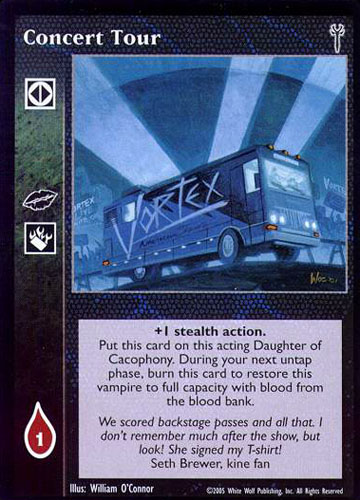 Concert Tour
VORTEX
VORTEX
+1 stealth action.
Put this card on this acting Daughter of
Cacophony. During your next untap
phase, burn this card to restore this
vampire to full capacity with blood from
the blood bank.
We scored backstage passes and all that. I
don't remember much after the show, but
look! She signed my T-shirt!
Seth Brewer, kine fan
1
Illus: William O'Connor
©2005 White Wolf Publishing, Inc. All Rights Reserved